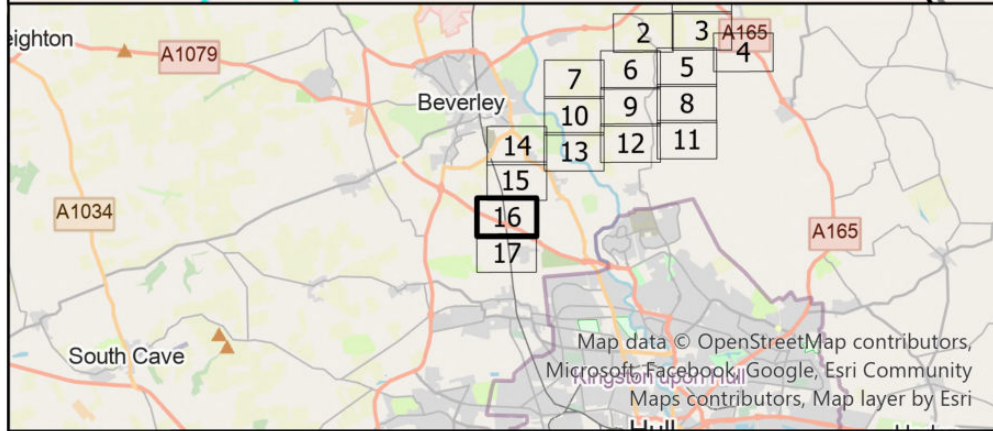 eighton
A1079
2
3
A165
4
7
6
5
Beverley
10
9
8
14
13
12
11
15
A1034
16
A165
17
South Cave
Map data © OpenStreetMap contributors,
Microsoft, Facebook, Google, Esri Community
Kingston upon Hull
Maps contributors, Map layer by Esri
Hull